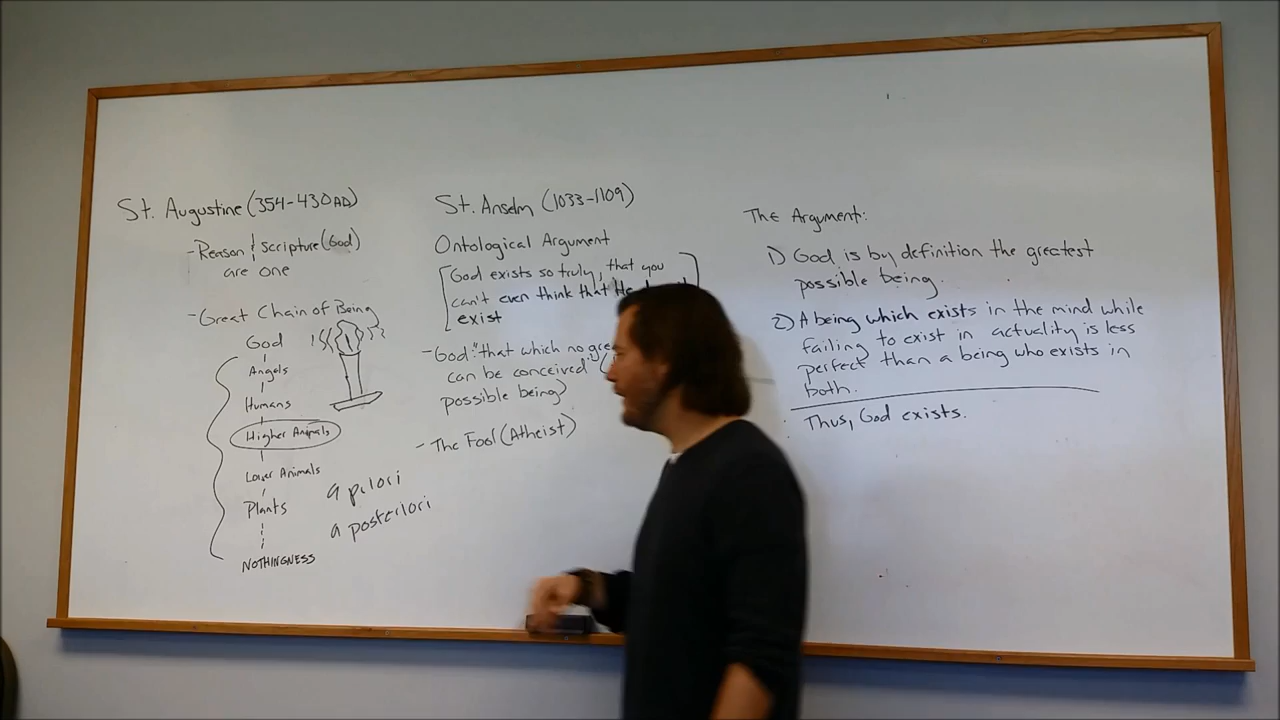 St. Augustine (354-430AD)
- Reason & Scripture (God)
are one
- Great Chain of Being
God
Angels
Humans
Higher Animals
Lower Animals
Plants
NOTHINGNESS
a priori
a posteriori
St. Anselm (1033-1109)
Ontological Argument
[God exists so truly, that you
can't even think that He
exist
- God: "that which no
can be conceived"
possible being)
- The Fool (Atheist)
The Argument:
1) God is by definition the greatest
possible being.
2) A being which exists in the mind while
failing to exist in actuality is less
perfect than a being who exists in
both.
Thus, God exists.